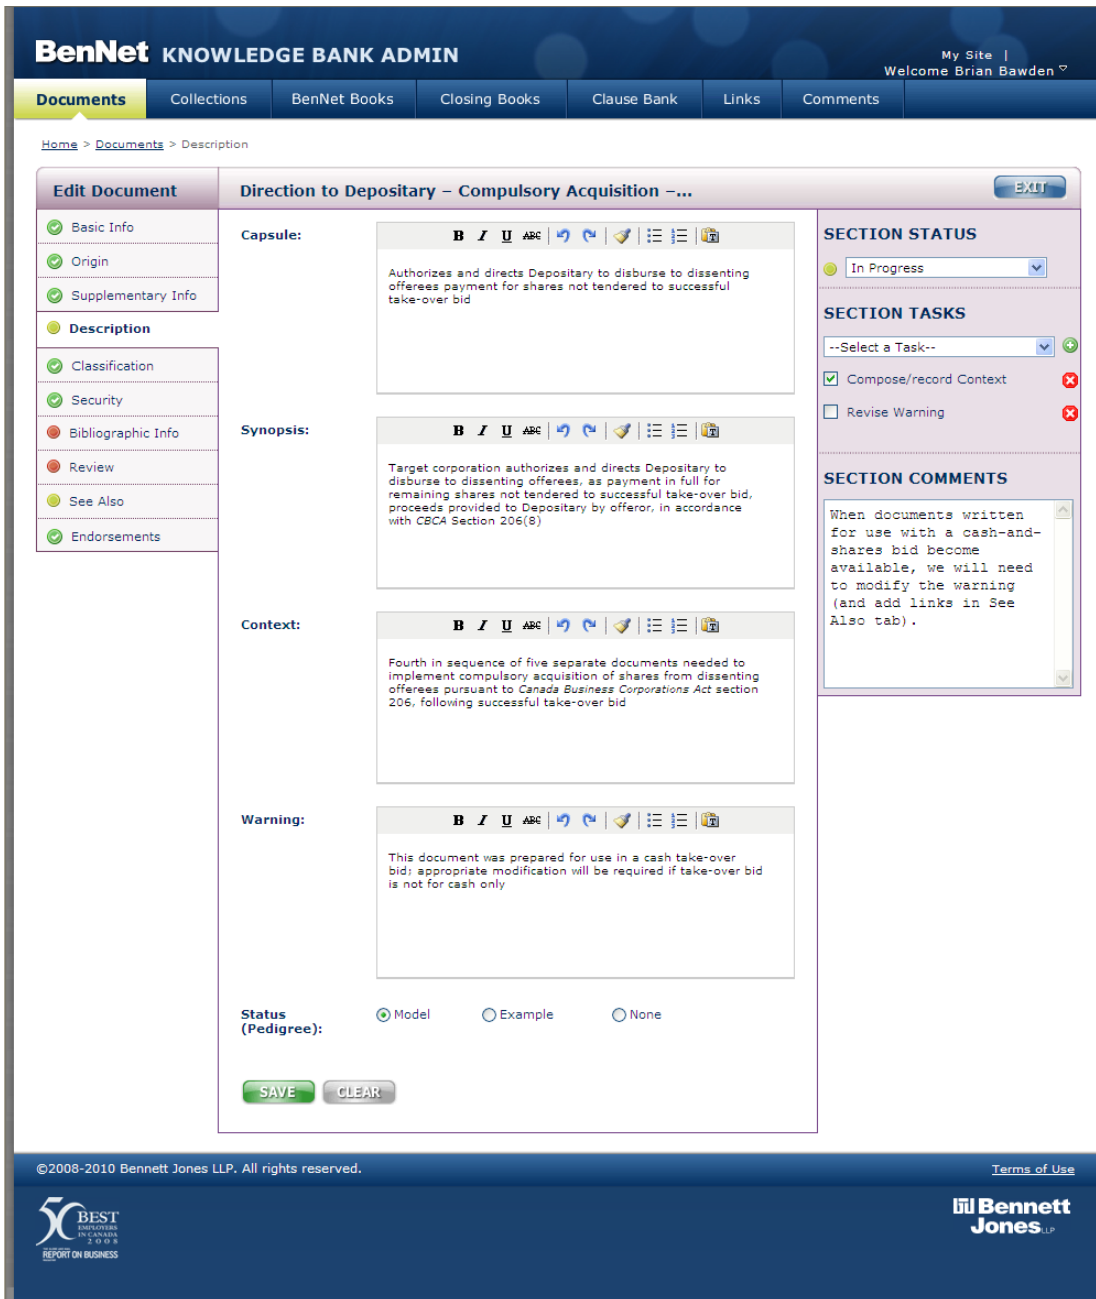 BenNet KNOWLEDGE BANK ADMIN
My Site |
Welcome Brian Bawden
Documents Collections BenNet Books Closing Books Clause Bank Links Comments
Home > Documents > Description
Edit Document
Direction to Depositary – Compulsory Acquisition –...
EXIT
Basic Info
Origin
Supplementary Info
Description
Classification
Security
Bibliographic Info
Review
See Also
Endorsements
Capsule:
B I U ABC
Authorizes and directs Depositary to disburse to dissenting
offerees payment for shares not tendered to successful
take-over bid
Synopsis:
B I U ABC
Target corporation authorizes and directs Depositary to
disburse to dissenting offerees, as payment in full for
remaining shares not tendered to successful take-over bid,
proceeds provided to Depositary by offeror, in accordance
with CBCA Section 206(8)
Context:
B I U ABC
Fourth in sequence of five separate documents needed to
implement compulsory acquisition of shares from dissenting
offerees pursuant to Canada Business Corporations Act section
206, following successful take-over bid
Warning:
B I U ABC
This document was prepared for use in a cash take-over
bid; appropriate modification will be required if take-over bid
is not for cash only
Status
(Pedigree):
Model Example None
SAVE CLEAR
SECTION STATUS
In Progress
SECTION TASKS
--Select a Task--
Compose/record Context
Revise Warning
SECTION COMMENTS
When documents written
for use with a cash-and-
shares bid become
available, we will need
to modify the warning
(and add links in See
Also tab).
©2008-2010 Bennett Jones LLP. All rights reserved.
Terms of Use
50 BEST
EMPLOYERS
IN CANADA
2008
REPORT ON BUSINESS
Bennett
Jones LLP